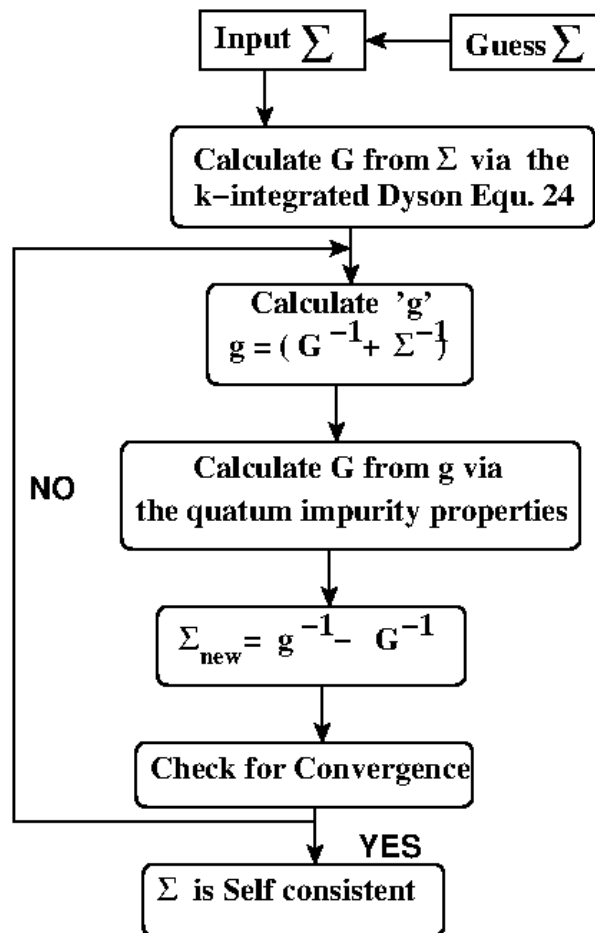 Input Σ
Guess Σ
Calculate G from Σ via the
k-integrated Dyson Equ. 24
Calculate 'g'
g = ( G⁻¹ + Σ⁻¹)
NO
Calculate G from g via
the quatum impurity properties
Σnew = g⁻¹ - G⁻¹
Check for Convergence
YES
Σ is Self consistent